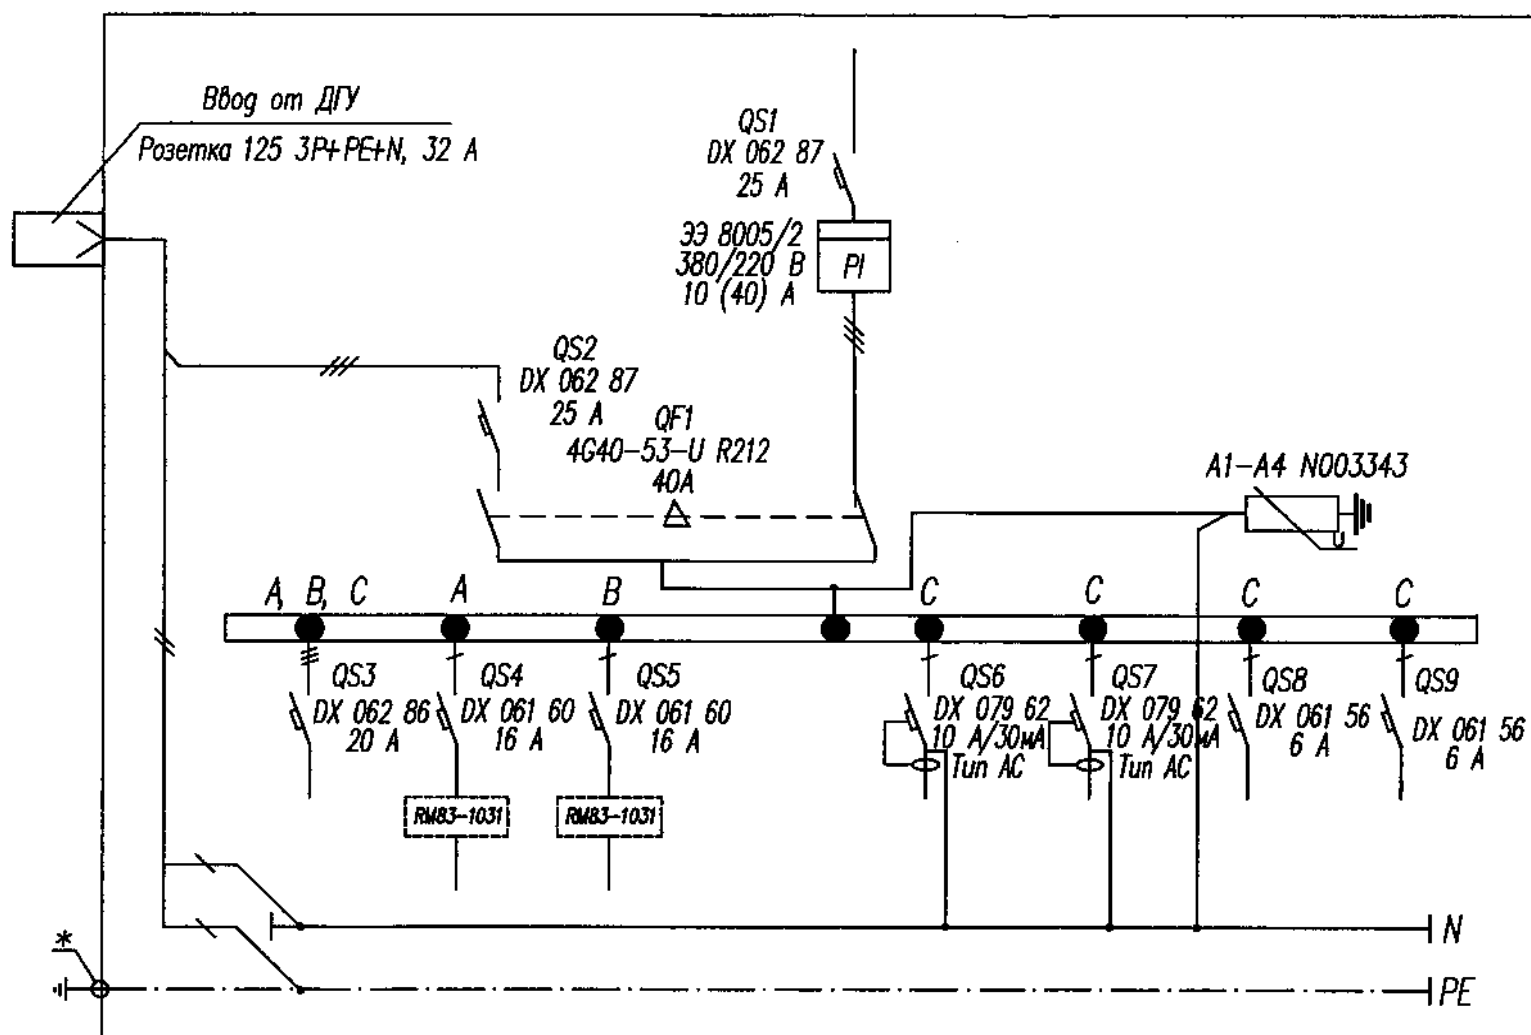 Ввод от ДГУ
Розетка 125 3P+PE+N, 32 А
QS1
DX 062 87
25 А
ЭЭ 8005/2
380/220 В
10 (40) А
PI
QS2
DX 062 87
25 А
QF1
4G40-53-U R212
40А
A1-A4 N003343
U
A, B, C
A
B
C
C
C
C
QS3
DX 062 86
20 А
QS4
DX 061 60
16 А
QS5
DX 061 60
16 А
QS6
DX 079 62
10 А/30мА
Тип АС
QS7
DX 079 62
10 А/30мА
Тип АС
QS8
DX 061 56
6 А
QS9
DX 061 56
6 А
RM83-1031
RM83-1031
N
*
PE